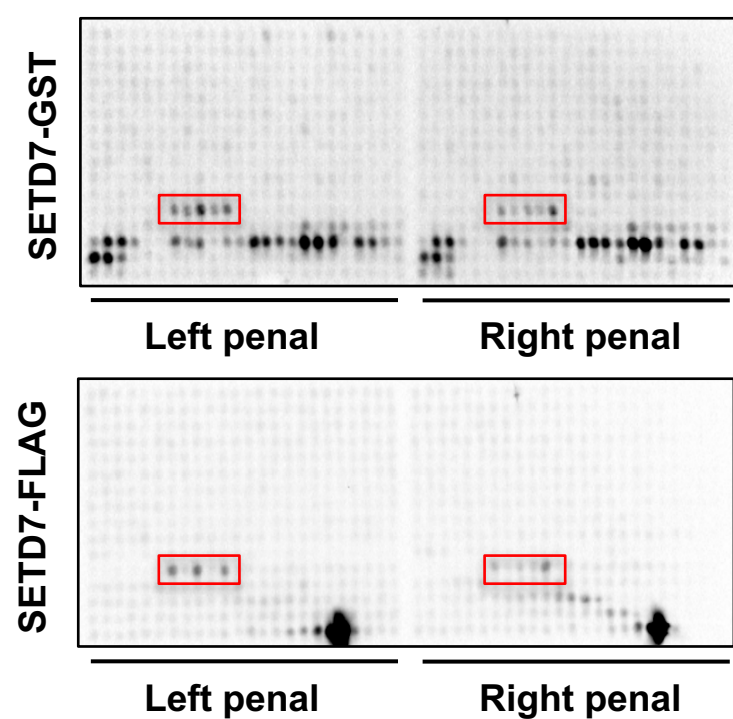 SETD7-GST
Left penal
Right penal
SETD7-FLAG
Left penal
Right penal